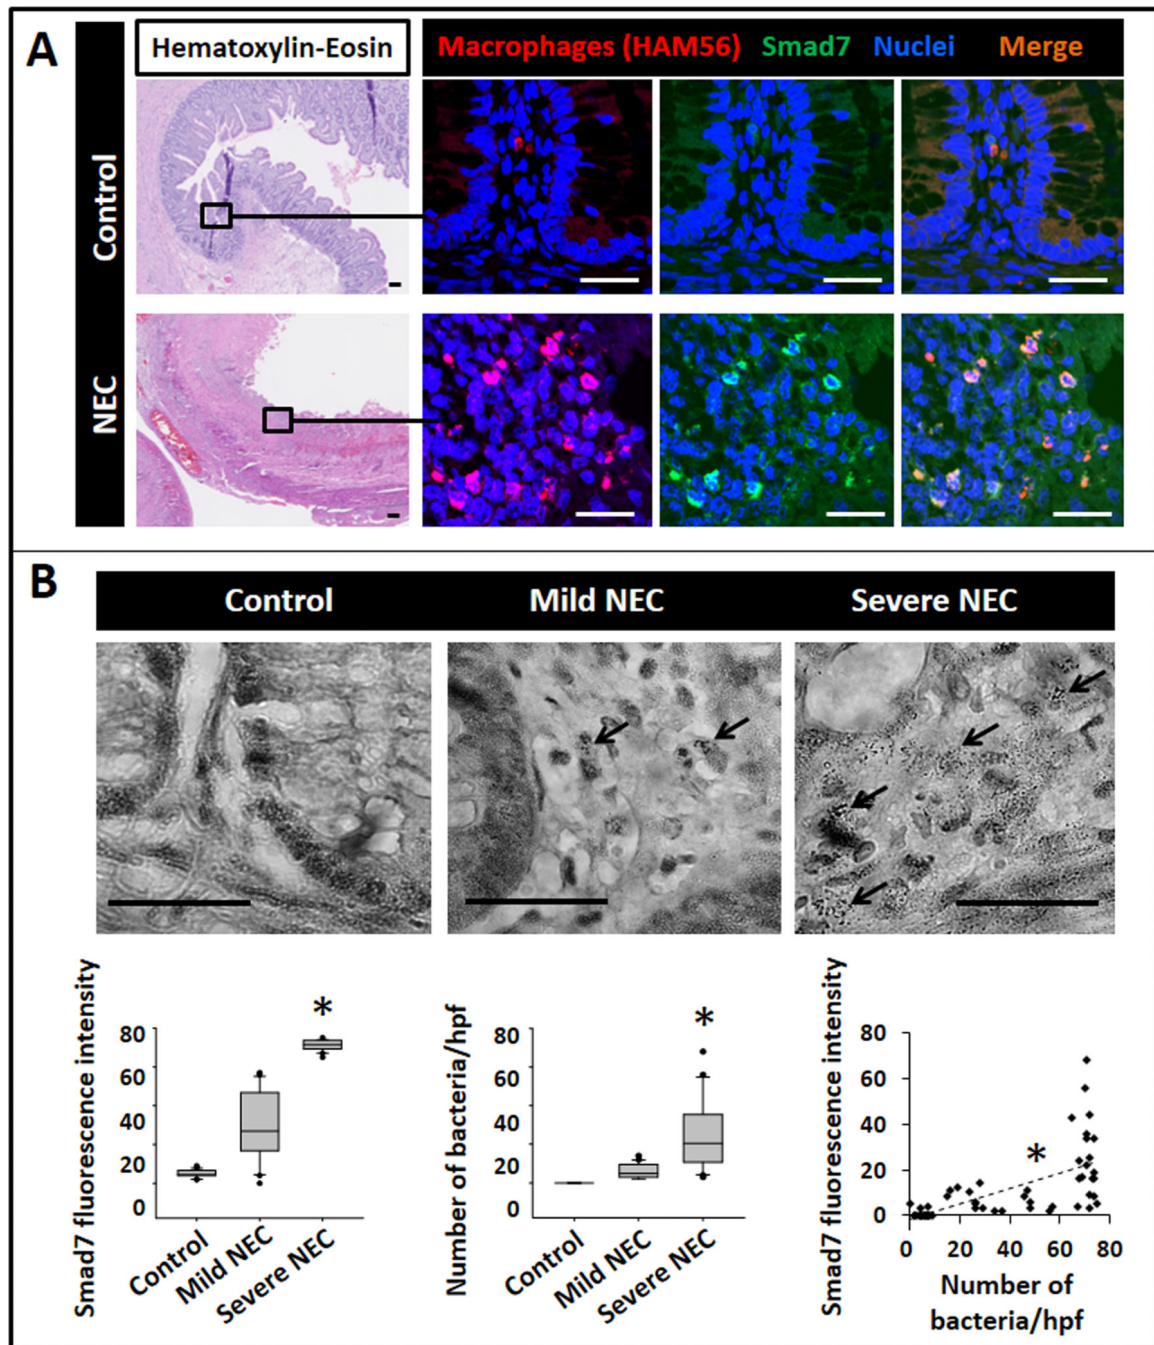 A
Hematoxylin-Eosin
Macrophages (HAM56) Smad7 Nuclei Merge
Control
NEC
B
Control Mild NEC Severe NEC
Smad7 fluorescence intensity
80
60
40
20
0
*
Control
Mild NEC
Severe NEC
Number of bacteria/hpf
80
60
40
20
0
*
Control
Mild NEC
Severe NEC
Smad7 fluorescence intensity
80
60
40
20
0
*
0 20 40 60 80
Number of
bacteria/hpf